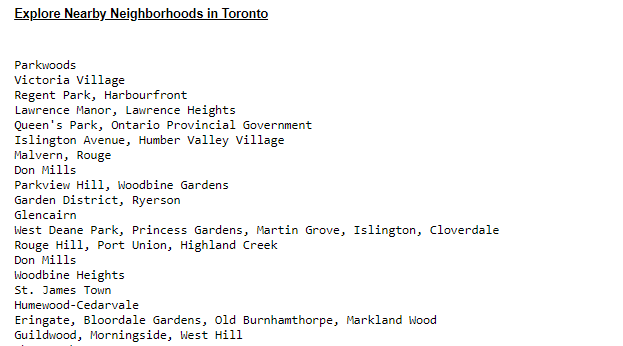 Explore Nearby Neighborhoods in Toronto
Parkwoods
Victoria Village
Regent Park, Harbourfront
Lawrence Manor, Lawrence Heights
Queen's Park, Ontario Provincial Government
Islington Avenue, Humber Valley Village
Malvern, Rouge
Don Mills
Parkview Hill, Woodbine Gardens
Garden District, Ryerson
Glencairn
West Deane Park, Princess Gardens, Martin Grove, Islington, Cloverdale
Rouge Hill, Port Union, Highland Creek
Don Mills
Woodbine Heights
St. James Town
Humewood-Cedarvale
Eringate, Bloordale Gardens, Old Burnhamthorpe, Markland Wood
Guildwood, Morningside, West Hill